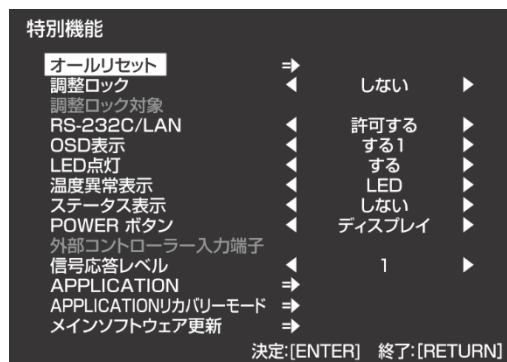 特別機能
オールリセット
調整ロック ◀ しない ▶
調整ロック対象
RS-232C/LAN ◀ 許可する ▶
OSD表示 ◀ する1 ▶
LED点灯 ◀ する ▶
温度異常表示 ◀ LED ▶
ステータス表示 ◀ しない ▶
POWER ボタン ◀ ディスプレイ ▶
外部コントローラー入力端子
信号応答レベル ◀ 1 ▶
APPLICATION
APPLICATIONリカバリーモード
メインソフトウェア更新
決定:[ENTER] 終了:[RETURN]